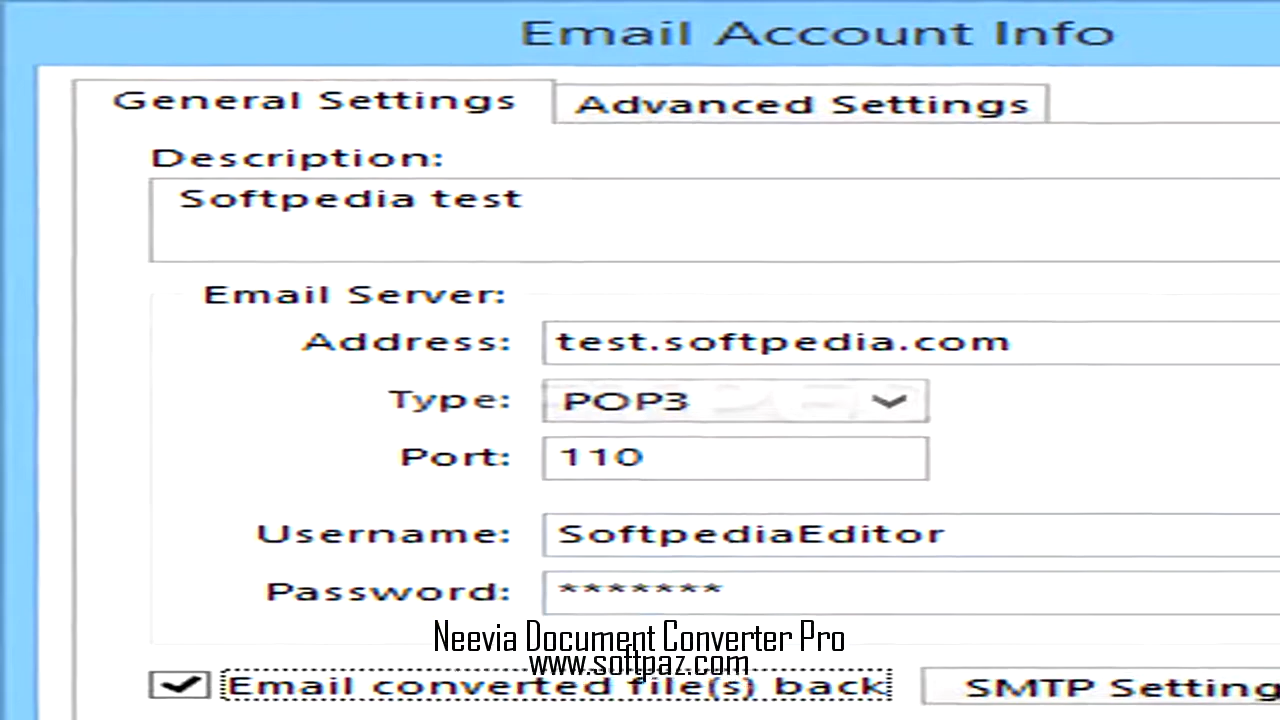 Email Account Info
General Settings
Advanced Settings
Description:
Softpedia test
Email Server:
Address: test.softpedia.com
Type: POP3
Port: 110
Username: SoftpediaEditor
Password: *******
Neevia Document Converter Pro
www.softpaz.com
Email converted file(s) back
SMTP Setting